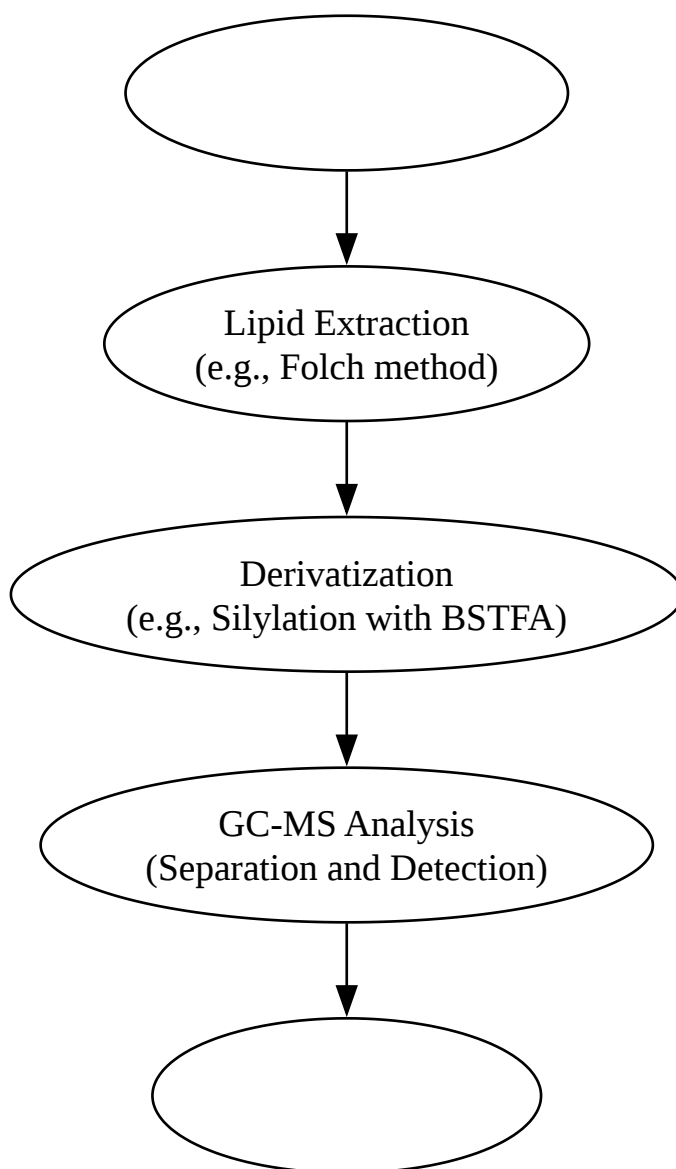 Lipid Extraction
(e.g., Folch method)
Derivatization
(e.g., Silylation with BSTFA)
GC-MS Analysis
(Separation and Detection)